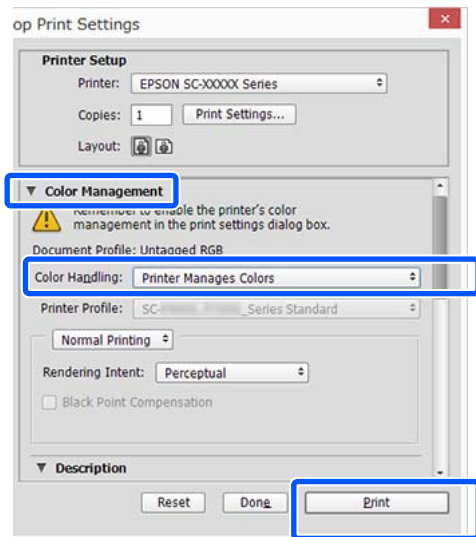 op Print Settings
Printer Setup
Printer: EPSON SC-XXXXX Series
Copies: 1 Print Settings...
Layout:
Color Management
Remember to enable the printer's color
management in the print settings dialog box.
Document Profile: Untagged RGB
Color Handling: Printer Manages Colors
Printer Profile: SC- _Series Standard
Normal Printing
Rendering Intent: Perceptual
Black Point Compensation
Description
Reset Done Print